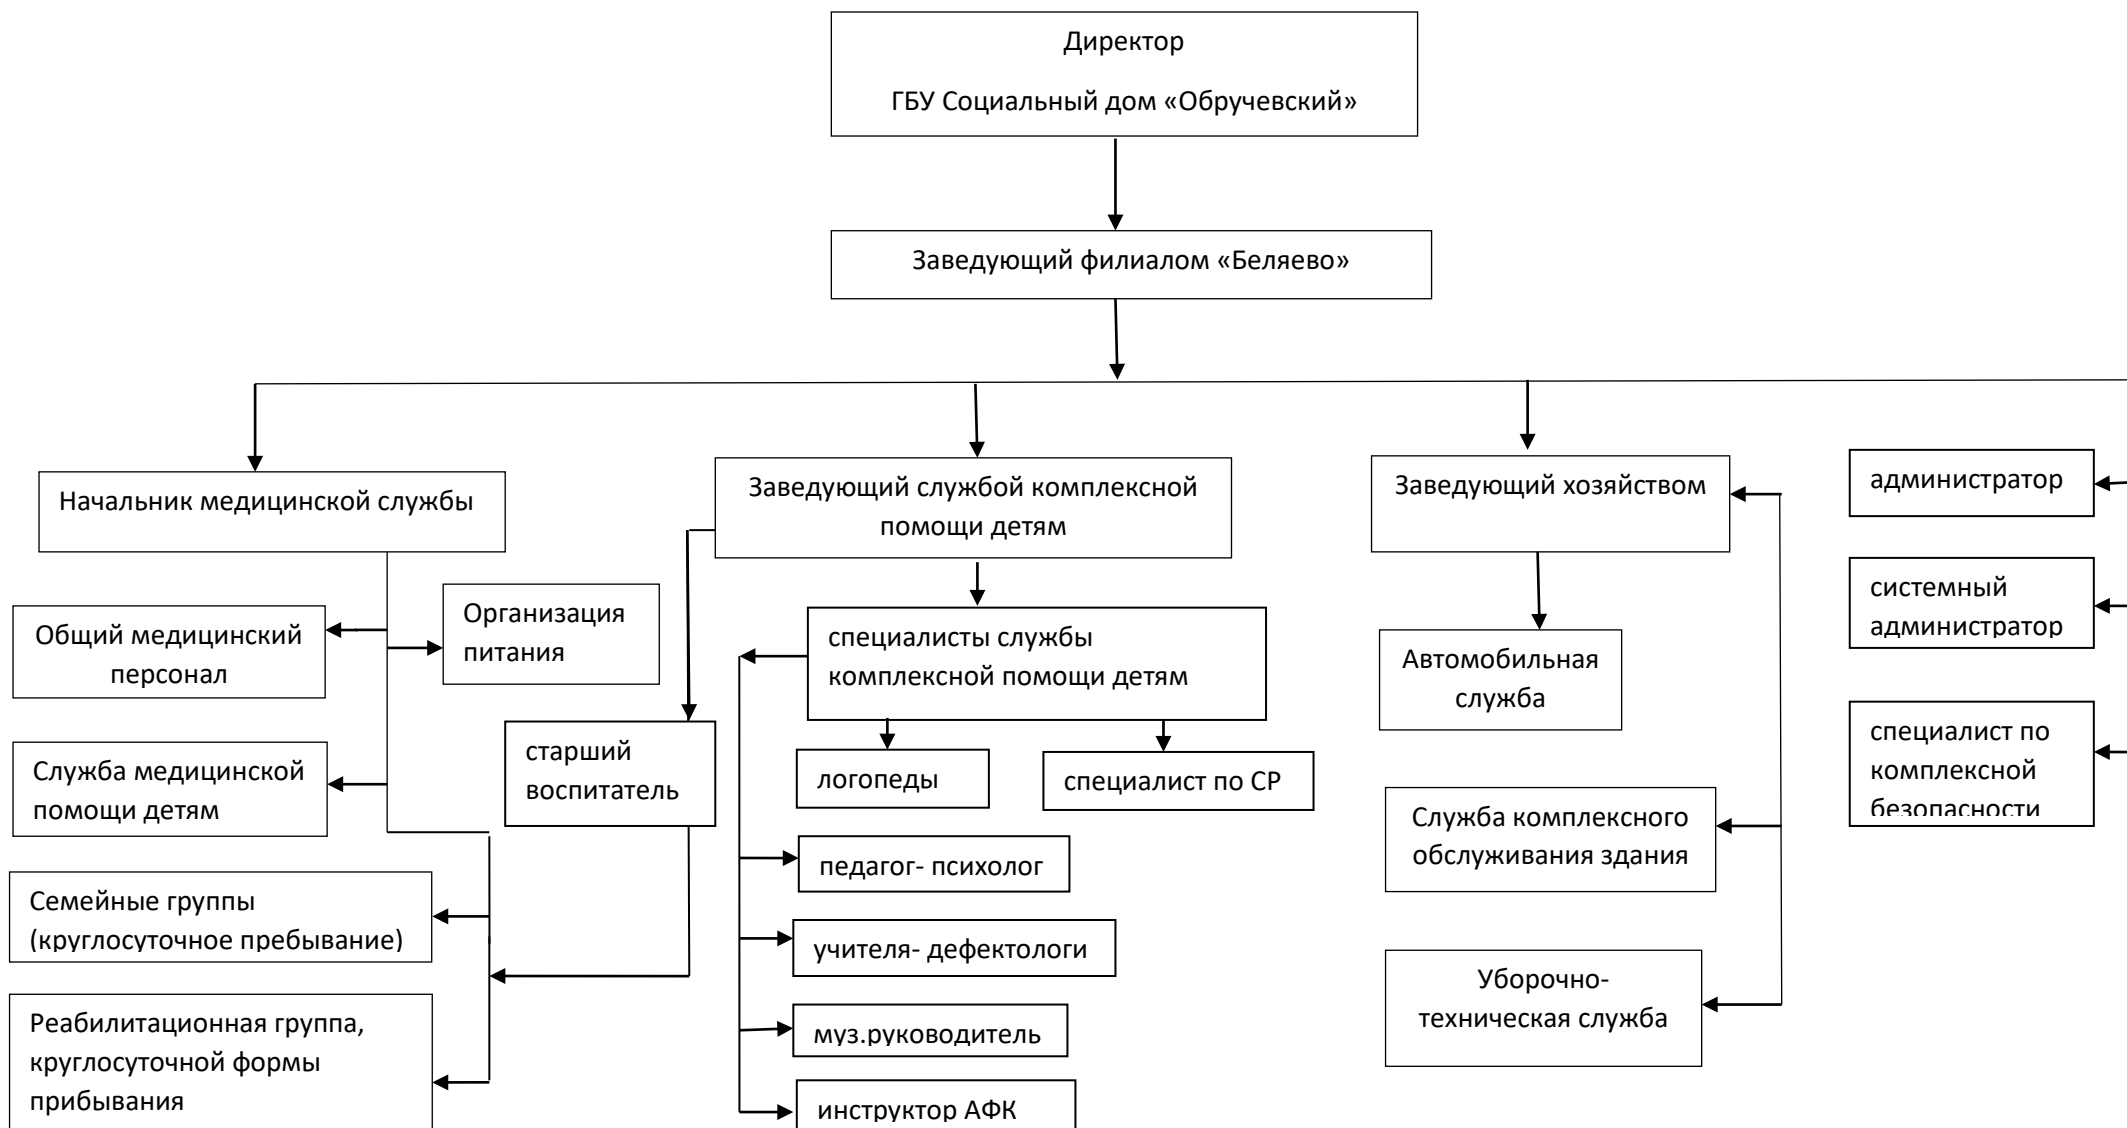 Директор
ГБУ Социальный дом «Обручевский»
Заведующий филиалом «Беляево»
Начальник медицинской службы
Заведующий службой комплексной
помощи детям
Заведующий хозяйством
администратор
Общий медицинский
персонал
Организация
питания
специалисты службы
комплексной помощи детям
Автомобильная
служба
системный
администратор
Служба медицинской
помощи детям
старший
воспитатель
логопеды
специалист по СР
специалист по
комплексной
безопасности
Семейные группы
(круглосуточное пребывание)
педагог- психолог
Служба комплексного
обслуживания здания
учителя- дефектологи
Реабилитационная группа,
круглосуточной формы
прибывания
муз.руководитель
Уборочно-
техническая служба
инструктор АФК